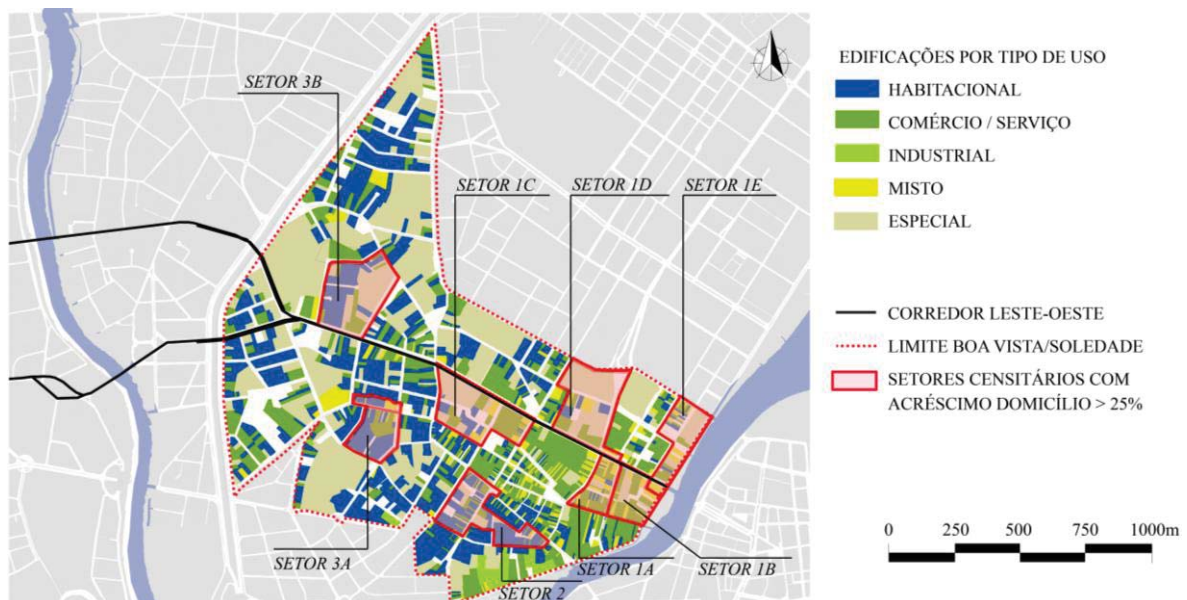 SETOR 3B
SETOR 1C
SETOR 1D
SETOR 1E
SETOR 3A
SETOR 2
SETOR 1A
SETOR 1B
EDIFICAÇÕES POR TIPO DE USO
HABITACIONAL
COMÉRCIO / SERVIÇO
INDUSTRIAL
MISTO
ESPECIAL
CORREDOR LESTE-OESTE
LIMITE BOA VISTA/SOLEDADE
SETORES CENSITÁRIOS COM
ACRÉSCIMO DOMICÍLIO > 25%
0 250 500 750 1000m